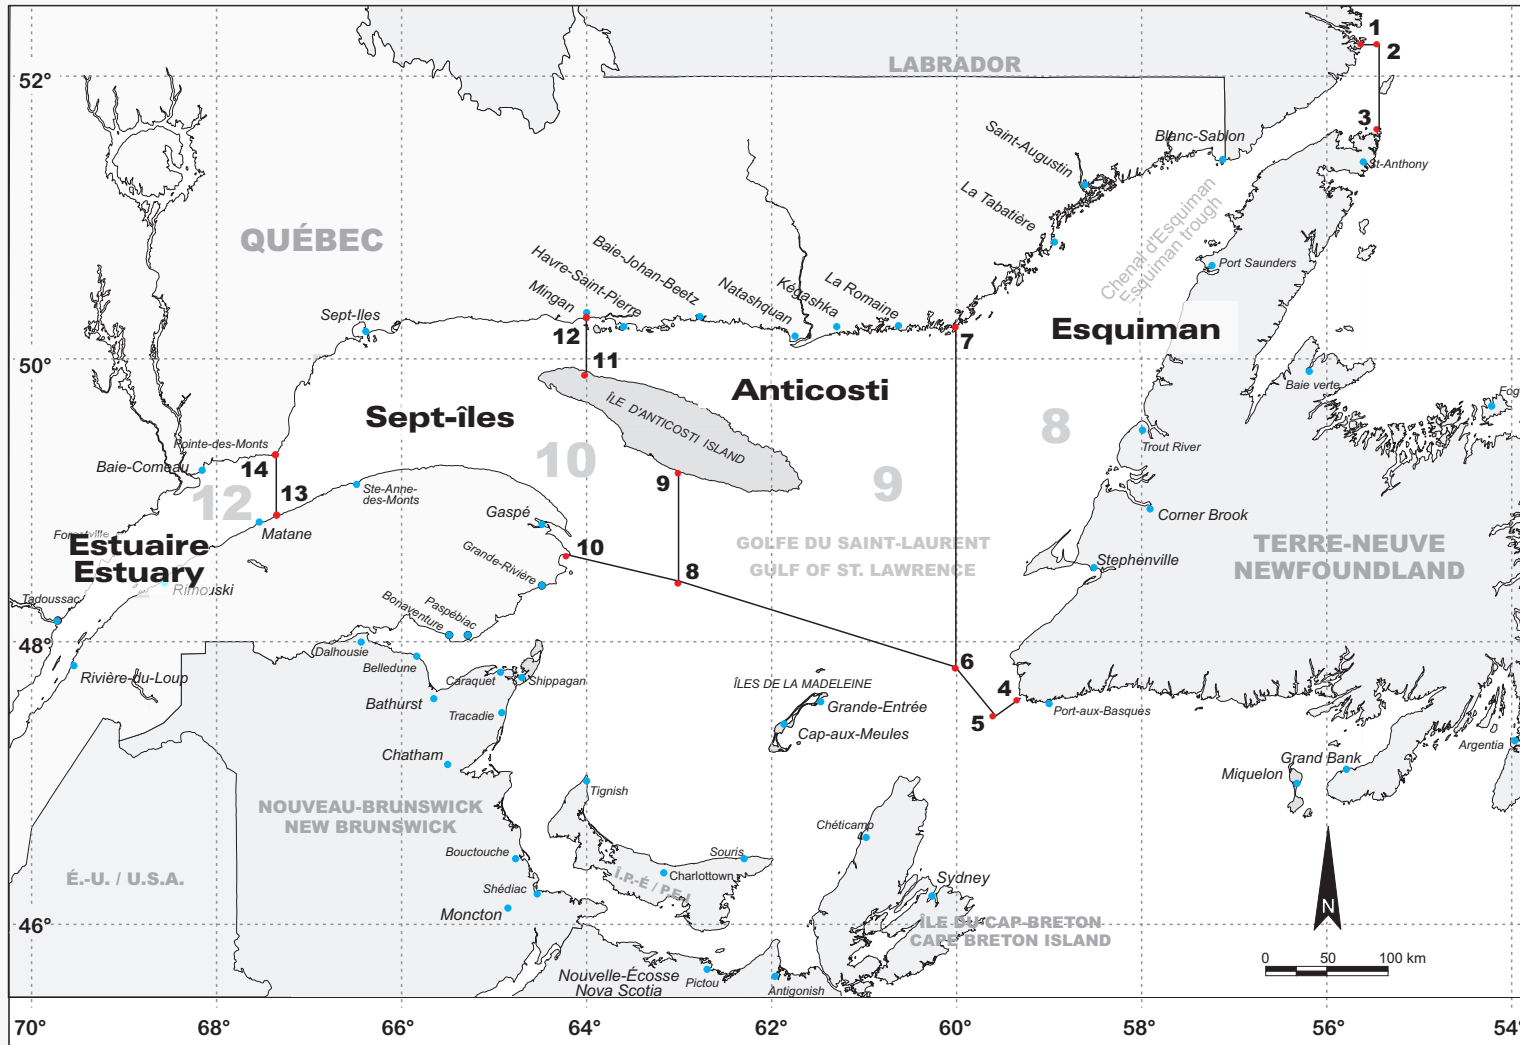 1
2
52°
LABRADOR
3
Blanc-Sablon
Saint-Augustin
St-Anthony
La Tabatière
QUÉBEC
Chenal d'Esquiman
Esquiman trough
Port Saunders
Baie-Johan-Beetz
Havre-Saint-Pierre
Mingan
Natashquan
Kégashka
La Romaine
Sept-Iles
12
7
Esquiman
50°
11
Baie verte
Anticosti
Sept-îles
ÎLE D'ANTICOSTI ISLAND
8
Trout River
Pointe-des-Monts
Baie-Comeau
14
10
9
9
12
13
Ste-Anne-
des-Monts
Gaspé
Matane
Corner Brook
Estuaire
Estuary
10
GOLFE DU SAINT-LAURENT
GULF OF ST. LAWRENCE
TERRE-NEUVE
NEWFOUNDLAND
Stephenville
Grande-Rivière
8
Rimouski
Tadoussac
Paspébiac
Bonaventure
48°
Dalhousie
Belledune
6
Rivière-du-Loup
Caraquet
Shippagan
ÎLES DE LA MADELEINE
4
Bathurst
Tracadie
Grande-Entrée
Port-aux-Basques
5
Cap-aux-Meules
Argentia
Chatham
Grand Bank
Miquelon
Tignish
NOUVEAU-BRUNSWICK
NEW BRUNSWICK
Chéticamp
Bouctouche
Souris
É.-U. / U.S.A.
Charlottown
Î.P.-É / P.E.I
Shédiac
Sydney
Moncton
N
46°
ÎLE DU CAP-BRETON
CAPE BRETON ISLAND
0 50 100 km
Nouvelle-Écosse
Nova Scotia
Pictou
Antigonish
70° 68° 66° 64° 62° 60° 58° 56° 54°